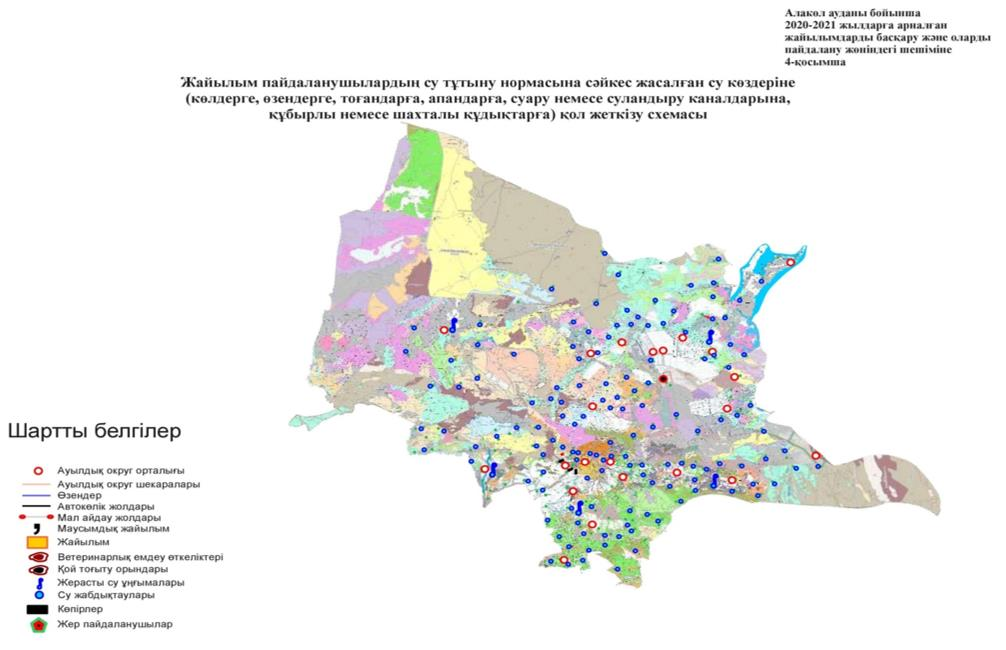 Алакол ауданы бойынша
2020-2021 жылдарға арналған
жайылымдарды басқару және оларды
пайдалану жөніндегі шешіміне
4-қосымша
Жайылым пайдаланушылардың су тұтыну нормасына сәйкес жасалған су көздеріне
(көлдерге, өзендерге, тоғандарға, апандарға, суару немесе суландыру каналдарына,
құбырлы немесе шахталы құдықтарға) қол жеткізу схемасы
Шартты белгілер
Ауылдық округ орталығы
Ауылдық округ шекаралары
Өзендер
Автокөлік жолдары
Мал айдау жолдары
Маусымдық жайылым
Жайылым
Ветеринарлық емдеу өткеліктері
Қой тоғыту орындары
Жерасты су ұңғымалары
Су жабдықтаулары
Көпірлер
Жер пайдаланушылар